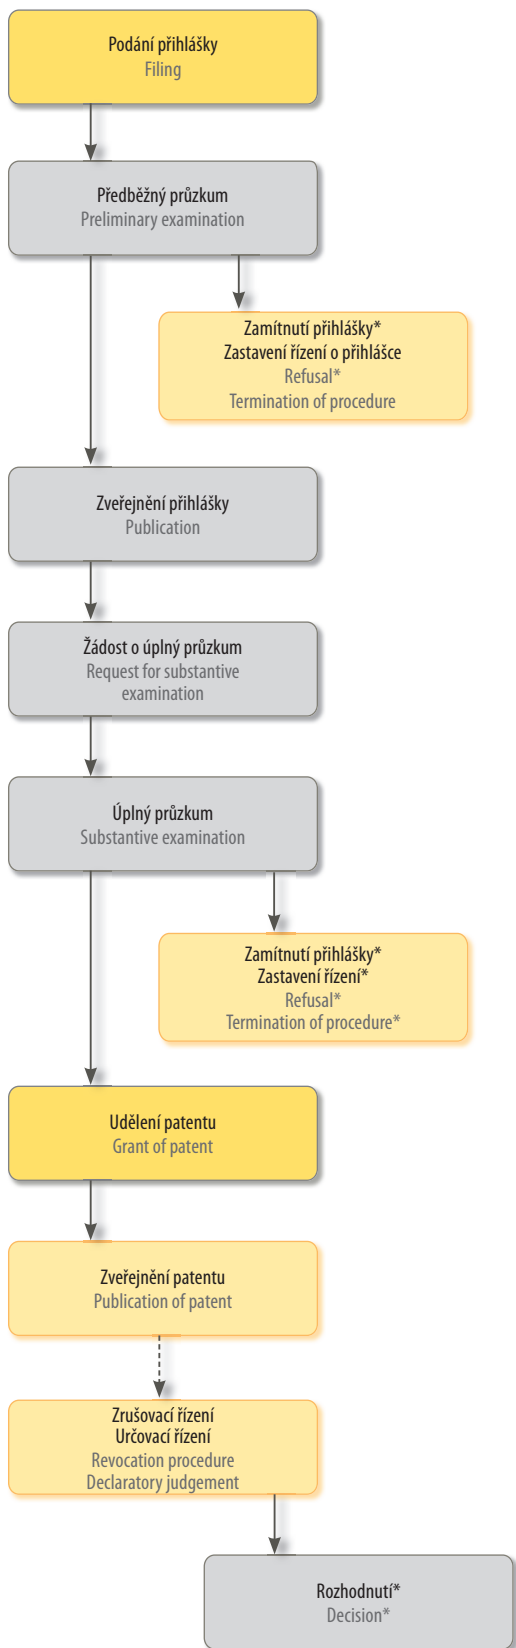 Podání přihlášky
Filing
Předběžný průzkum
Preliminary examination
Zamítnutí přihlášky*
Zastavení řízení o přihlášce
Refusal*
Termination of procedure
Zveřejnění přihlášky
Publication
Žádost o úplný průzkum
Request for substantive
examination
Úplný průzkum
Substantive examination
Zamítnutí přihlášky*
Zastavení řízení*
Refusal*
Termination of procedure*
Udělení patentu
Grant of patent
Zveřejnění patentu
Publication of patent
Zrušovací řízení
Určovací řízení
Revocation procedure
Declaratory judgement
Rozhodnutí*
Decision*